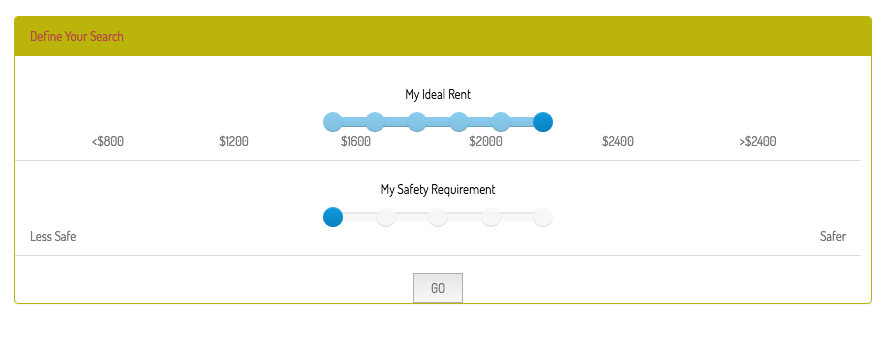 Define Your Search
My Ideal Rent
<$800 $1200 $1600 $2000 $2400 >$2400
My Safety Requirement
Less Safe Safer
GO